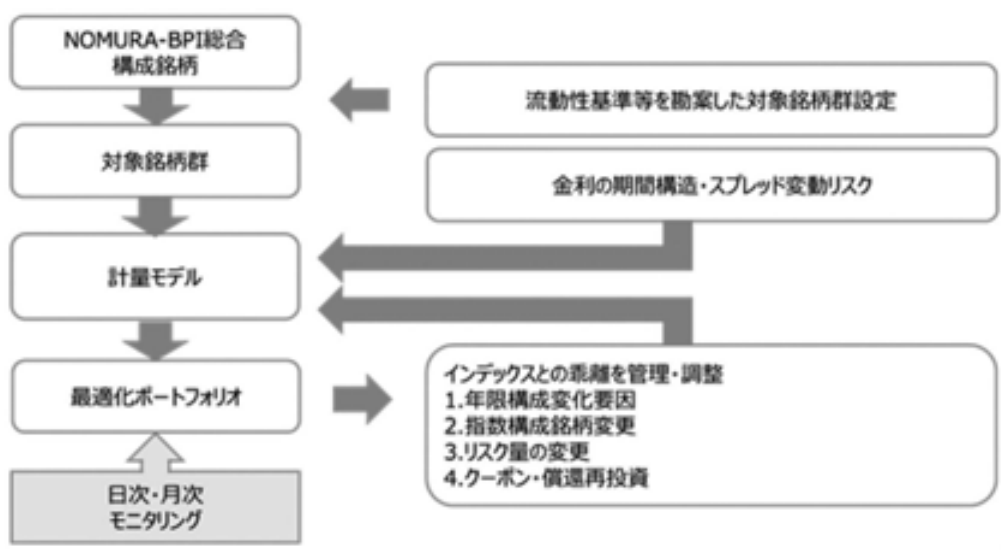 NOMURA-BPI総合
構成銘柄
流動性基準等を勘案した対象銘柄群設定
対象銘柄群
金利の期間構造・スプレッド変動リスク
計量モデル
最適化ポートフォリオ
インデックスとの乖離を管理・調整
1.年限構成変化要因
2.指数構成銘柄変更
3.リスク量の変更
4.クーポン・償還再投資
日次・月次
モニタリング